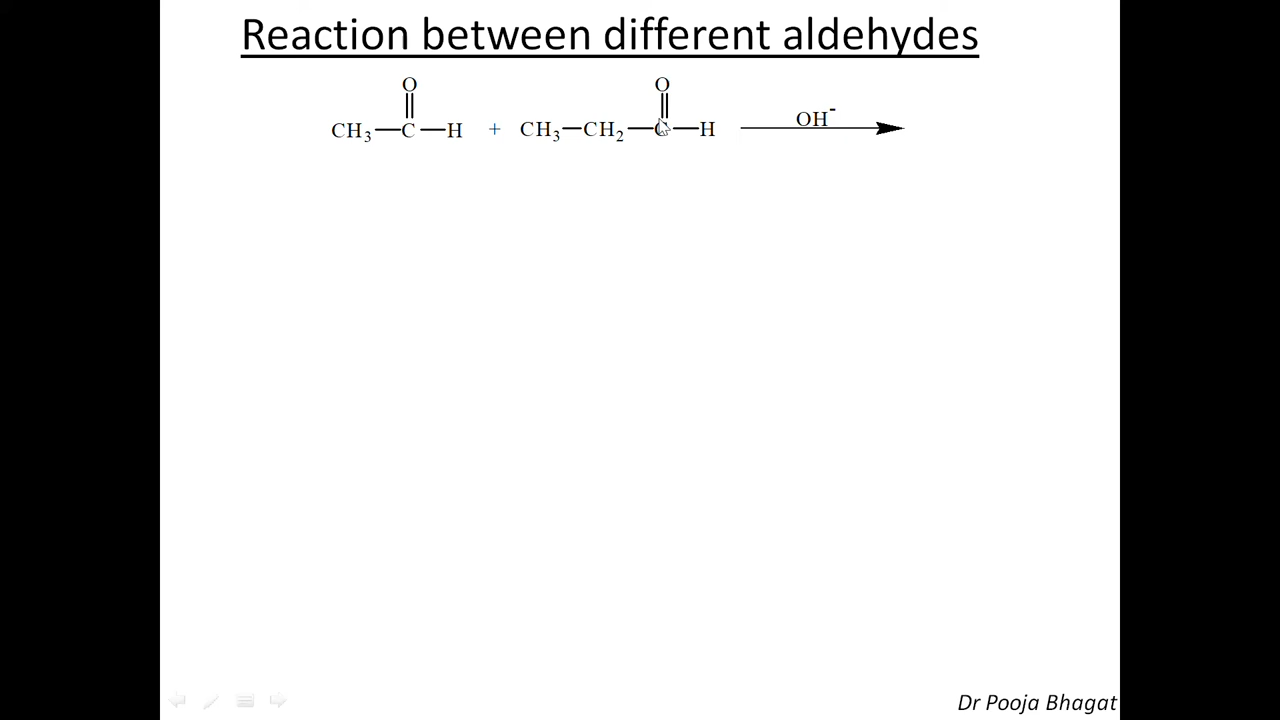 Reaction between different aldehydes
O O
CH3—C—H + CH3—CH2—C—H OH-
Dr Pooja Bhagat